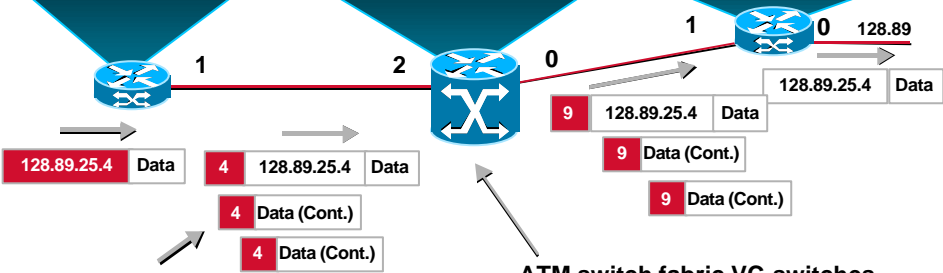 1
2
0
1
0
128.89
128.89.25.4 Data
4 128.89.25.4 Data
4 Data (Cont.)
4 Data (Cont.)
9 128.89.25.4 Data
9 Data (Cont.)
9 Data (Cont.)
128.89.25.4 Data
ATM switch fabric VC-switches